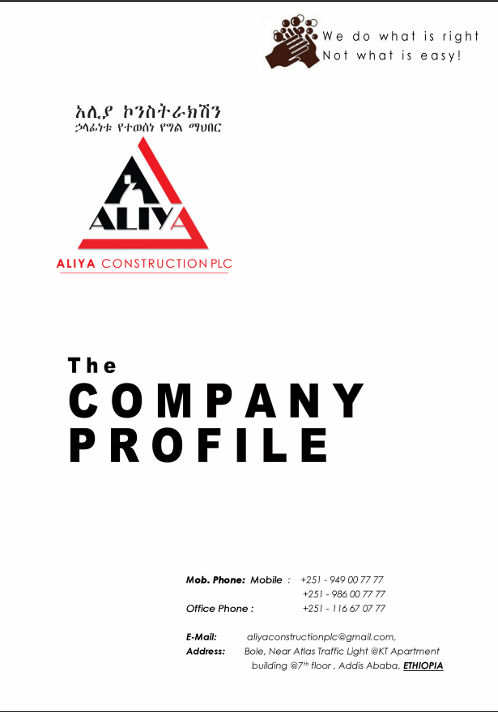 We do what is right
Not what is easy!
አሊያ ኮንስትራክሽን
ኃላፊነቱ የተወሰነ የግል ማህበር
አ
ALIYA
ALIYA CONSTRUCTION PLC
The
COMPANY
PROFILE
Mob. Phone: Mobile : +251 - 949 00 77 77
+251 - 986 00 77 77
Office Phone : +251 - 116 67 07 77
E-Mail: aliyaconstructionplc@gmail.com,
Address: Bole, Near Atlas Traffic Light @KT Apartment
building @7th floor , Addis Ababa, ETHIOPIA